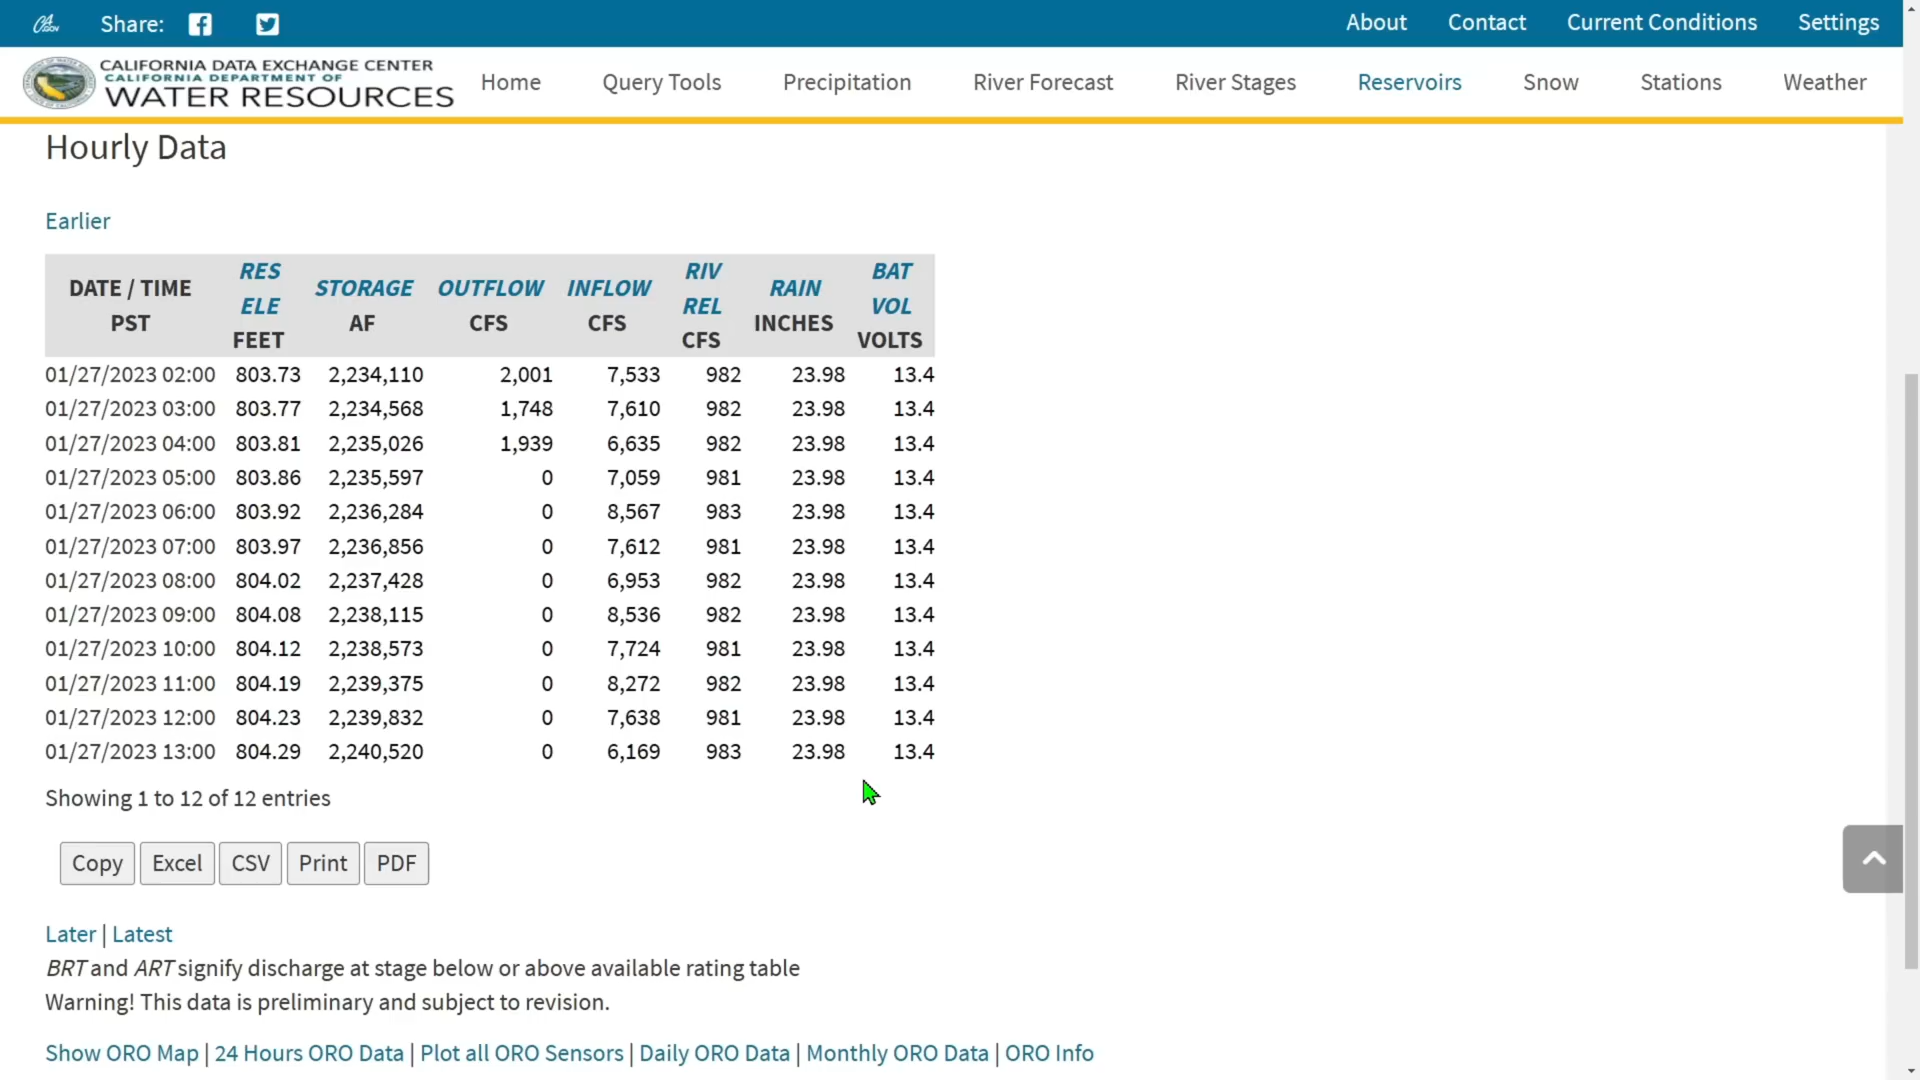 CA.GOV Share: About Contact Current Conditions Settings
CALIFORNIA DATA EXCHANGE CENTER
CALIFORNIA DEPARTMENT OF
WATER RESOURCES
Home Query Tools Precipitation River Forecast River Stages Reservoirs Snow Stations Weather
Hourly Data
Earlier
DATE / TIME PST RES ELE FEET STORAGE AF OUTFLOW CFS INFLOW CFS RIV REL CFS RAIN INCHES BAT VOL VOLTS
01/27/2023 02:00 803.73 2,234,110 2,001 7,533 982 23.98 13.4
01/27/2023 03:00 803.77 2,234,568 1,748 7,610 982 23.98 13.4
01/27/2023 04:00 803.81 2,235,026 1,939 6,635 982 23.98 13.4
01/27/2023 05:00 803.86 2,235,597 0 7,059 981 23.98 13.4
01/27/2023 06:00 803.92 2,236,284 0 8,567 983 23.98 13.4
01/27/2023 07:00 803.97 2,236,856 0 7,612 981 23.98 13.4
01/27/2023 08:00 804.02 2,237,428 0 6,953 982 23.98 13.4
01/27/2023 09:00 804.08 2,238,115 0 8,536 982 23.98 13.4
01/27/2023 10:00 804.12 2,238,573 0 7,724 981 23.98 13.4
01/27/2023 11:00 804.19 2,239,375 0 8,272 982 23.98 13.4
01/27/2023 12:00 804.23 2,239,832 0 7,638 981 23.98 13.4
01/27/2023 13:00 804.29 2,240,520 0 6,169 983 23.98 13.4
Showing 1 to 12 of 12 entries
Copy Excel CSV Print PDF
Later | Latest
BRT and ART signify discharge at stage below or above available rating table
Warning! This data is preliminary and subject to revision.
Show ORO Map | 24 Hours ORO Data | Plot all ORO Sensors | Daily ORO Data | Monthly ORO Data | ORO Info